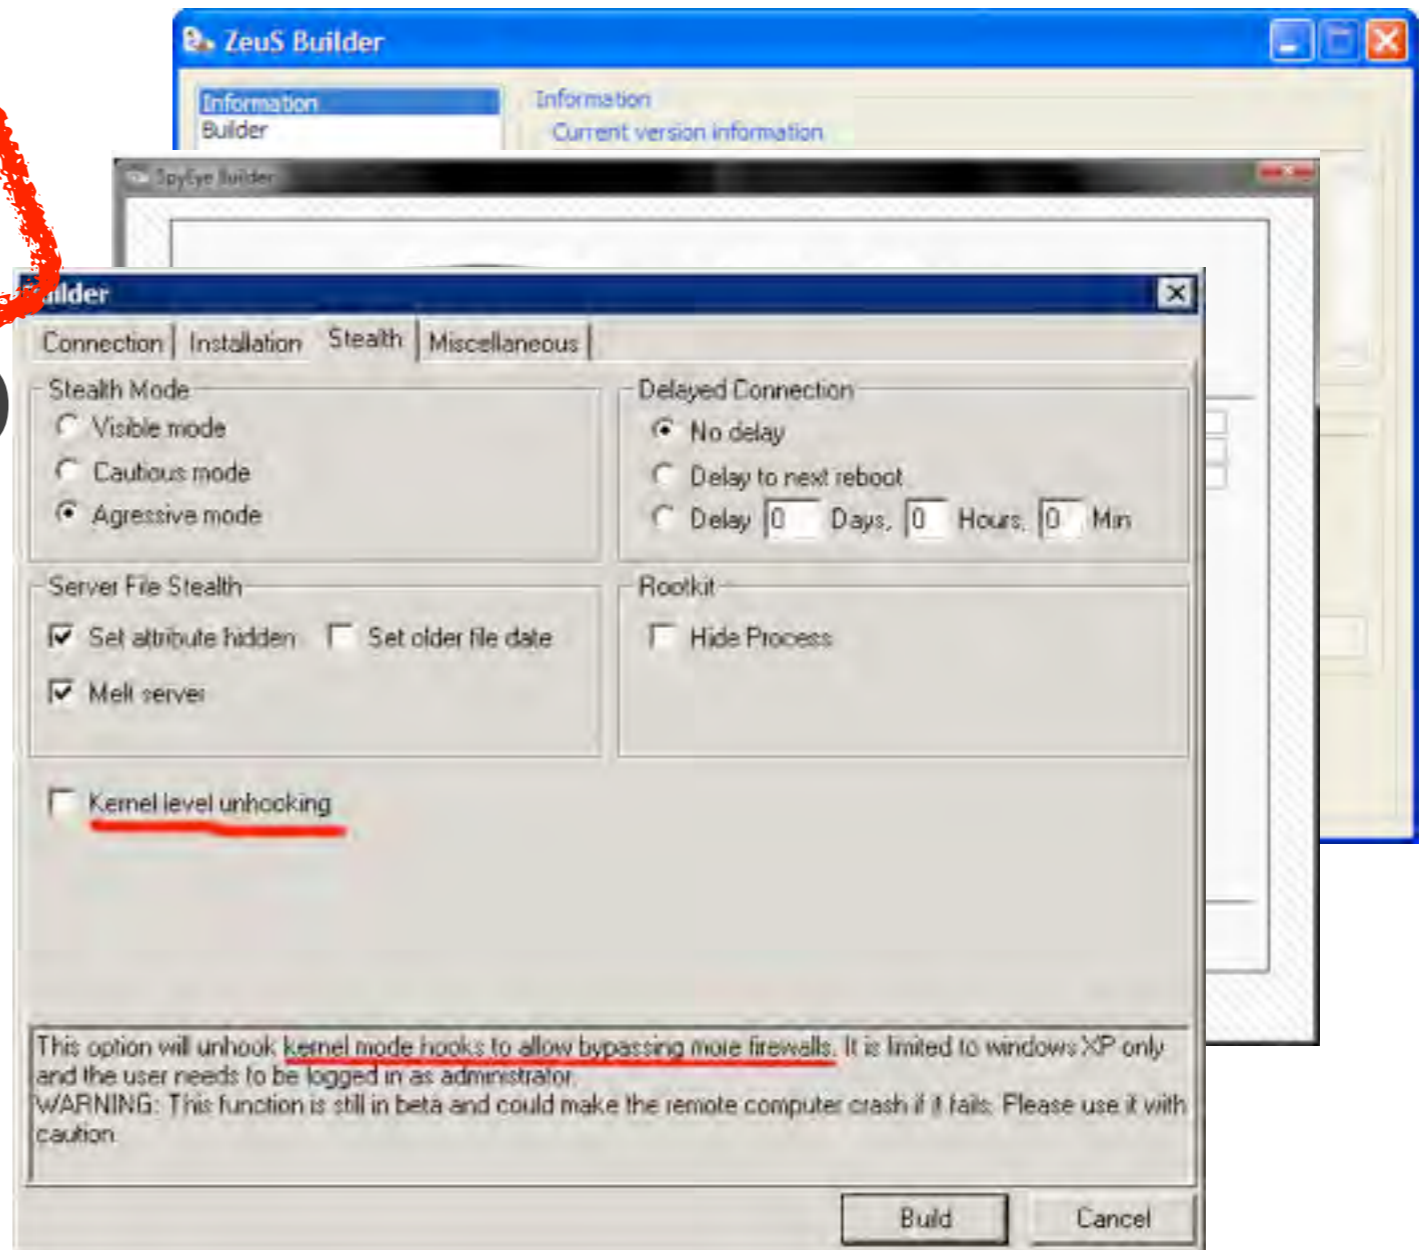 ZeuS Builder
Information
Builder
Information
Current version information
SpyEye Builder
Builder
Connection
Installation
Stealth
Miscellaneous
Stealth Mode
Visible mode
Cautious mode
Agressive mode
Delayed Connection
No delay
Delay to next reboot
Delay 0 Days, 0 Hours, 0 Min
Server File Stealth
Set attribute hidden
Set older file date
Melt server
Rootkit
Hide Process
Kernel level unhooking
This option will unhook kernel mode hooks to allow bypassing more firewalls. It is limited to windows XP only
and the user needs to be logged in as administrator.
WARNING: This function is still in beta and could make the remote computer crash if it fails. Please use it with
caution.
Build
Cancel